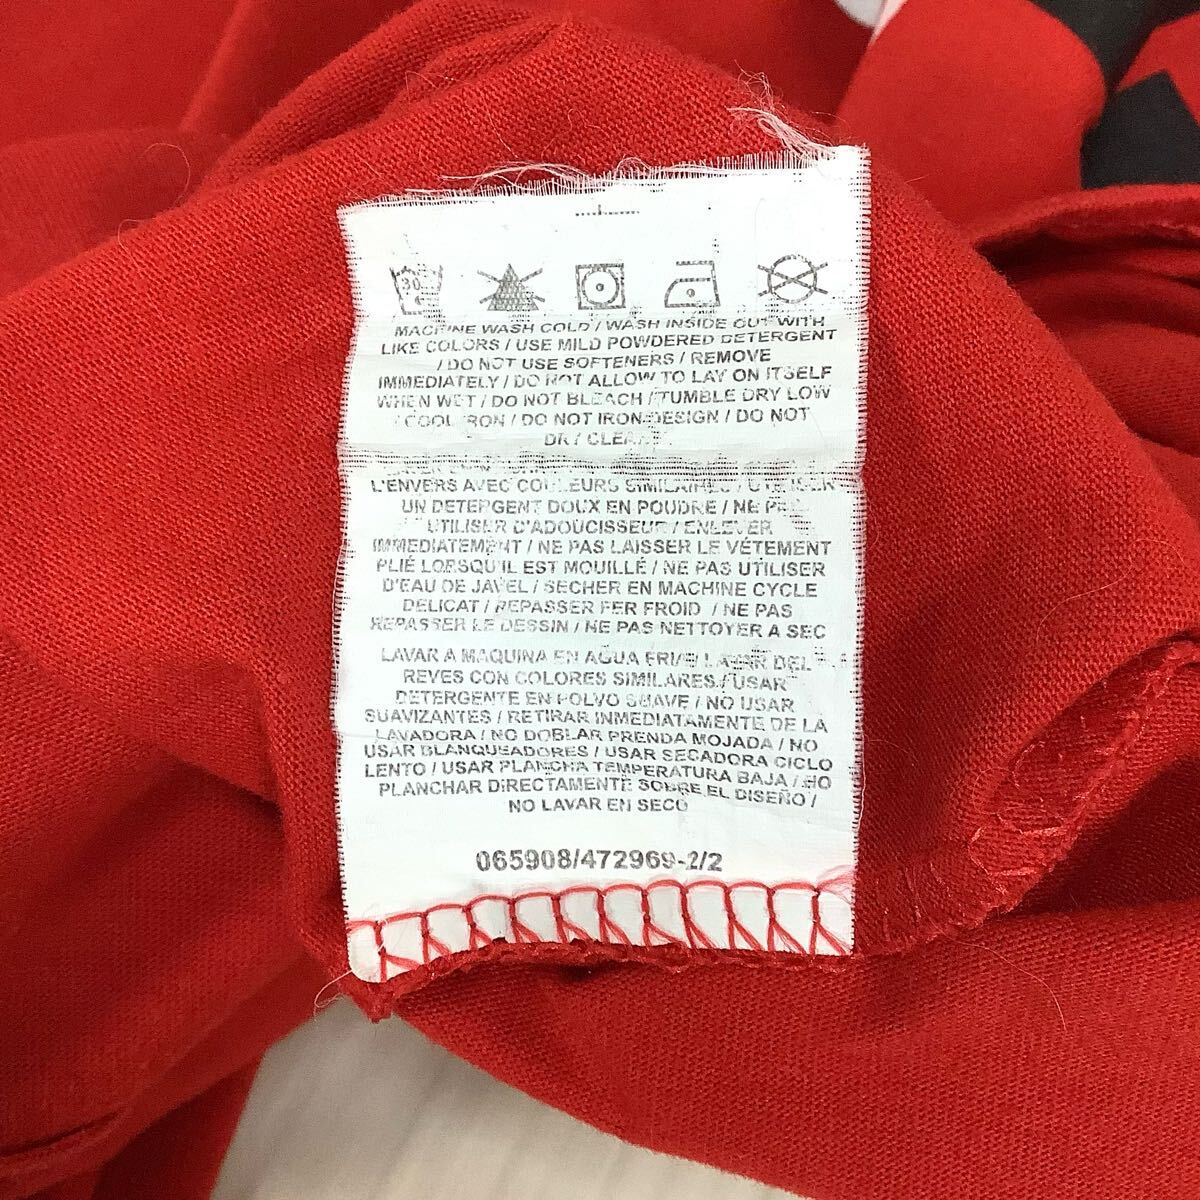 30
MACHINE WASH COLD / WASH INSIDE OUT WITH
LIKE COLORS / USE MILD POWDERED DETERGENT
/ DO NOT USE SOFTENERS / REMOVE
IMMEDIATELY / DO NOT ALLOW TO LAY ON ITSELF
WHEN WET / DO NOT BLEACH / TUMBLE DRY LOW
/ COOL IRON / DO NOT IRON DESIGN / DO NOT
DRY CLEAN
L'ENVERS AVEC COULEURS SIMILAIRES / UTILISER
UN DETERGENT DOUX EN POUDRE / NE PAS
UTILISER D'ADOUCISSEUR / ENLEVER
IMMEDIATEMENT / NE PAS LAISSER LE VÉTEMENT
PLIÉ LORSQU'IL EST MOUILLÉ / NE PAS UTILISER
D'EAU DE JAVEL / SECHER EN MACHINE CYCLE
DELICAT / REPASSER FER FROID / NE PAS
REPASSER LE DESSIN / NE PAS NETTOYER A SEC
LAVAR A MAQUINA EN AGUA FRIA / LAVAR DEL
REVES CON COLORES SIMILARES / USAR
DETERGENTE EN POLVO SUAVE / NO USAR
SUAVIZANTES / RETIRAR INMEDIATAMENTE DE LA
LAVADORA / NO DOBLAR PRENDA MOJADA / NO
USAR BLANQUEADORES / USAR SECADORA CICLO
LENTO / USAR PLANCHA TEMPERATURA BAJA / NO
PLANCHAR DIRECTAMENTE SOBRE EL DISEÑO /
NO LAVAR EN SECO
065908/472969-2/2